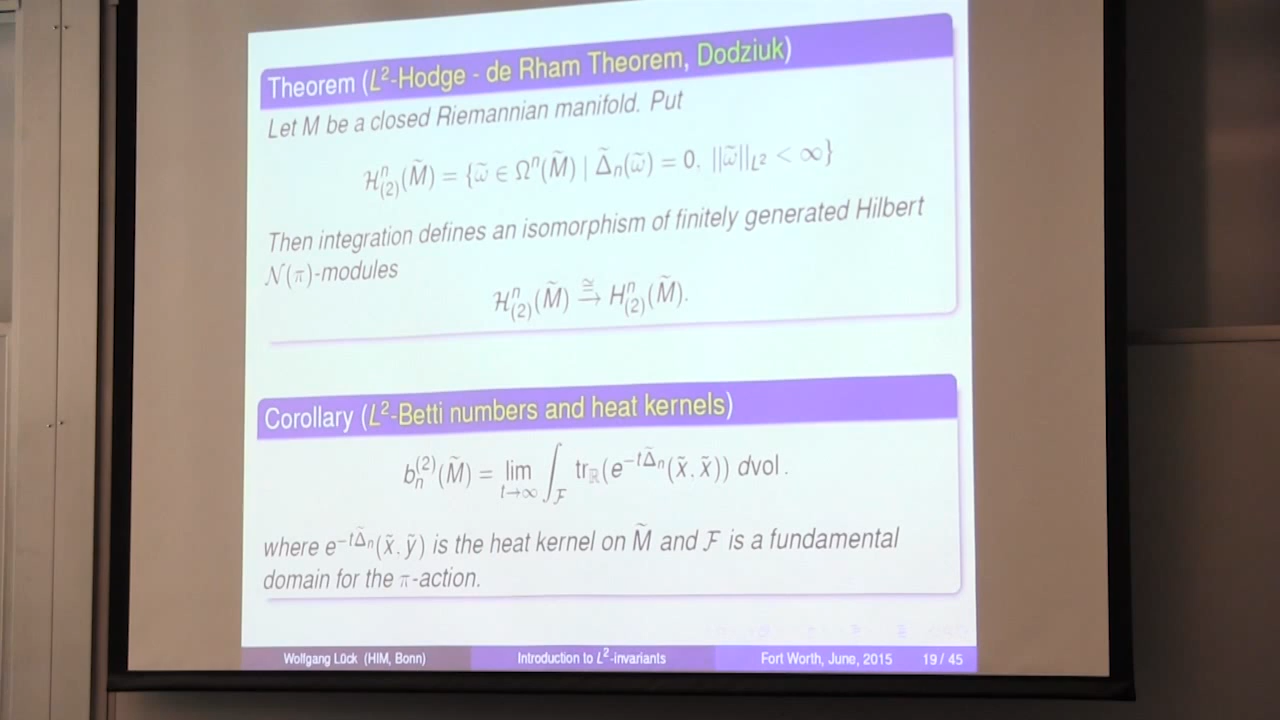 Theorem (L²-Hodge - de Rham Theorem, Dodziuk)
Let M be a closed Riemannian manifold. Put
ℋⁿ₍₂₎(M̃) = {ω̃ ∈ Ωⁿ(M̃) | Δ̃ₙ(ω̃) = 0, ||ω̃||_{L²} < ∞}
Then integration defines an isomorphism of finitely generated Hilbert
𝒩(π)-modules
ℋⁿ₍₂₎(M̃) ≅→ Hⁿ₍₂₎(M̃).
Corollary (L²-Betti numbers and heat kernels)
bₙ⁽²⁾(M̃) = lim_{t→∞} ∫_ℱ tr_ℝ(e^{-tΔ̃ₙ}(x̃, x̃)) dvol.
where e^{-tΔ̃ₙ}(x̃, ỹ) is the heat kernel on M̃ and ℱ is a fundamental
domain for the π-action.
Wolfgang Lück (HIM, Bonn) Introduction to L²-invariants Fort Worth, June, 2015 19 / 45